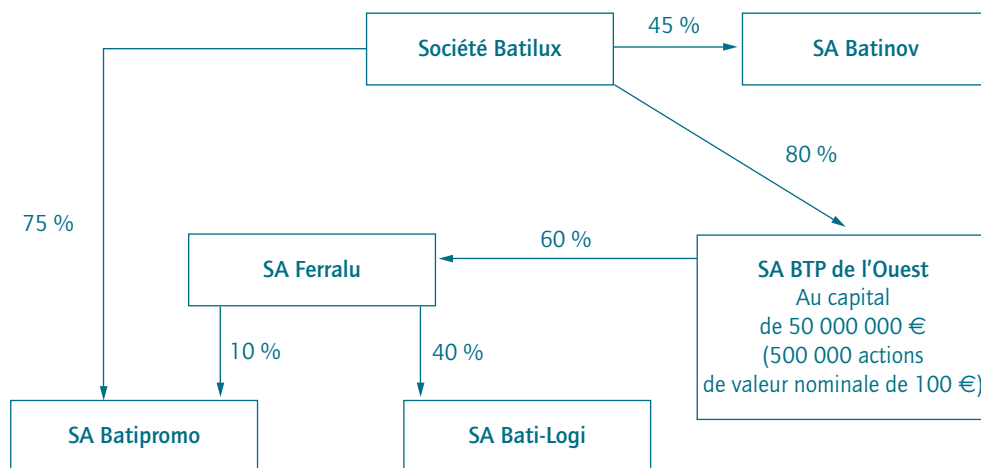 Société Batilux
45 %
SA Batinov
80 %
75 %
SA Ferralu
60 %
SA BTP de l'Ouest
Au capital
de 50 000 000 €
(500 000 actions
de valeur nominale de 100 €)
10 %
40 %
SA Batipromo
SA Bati-Logi